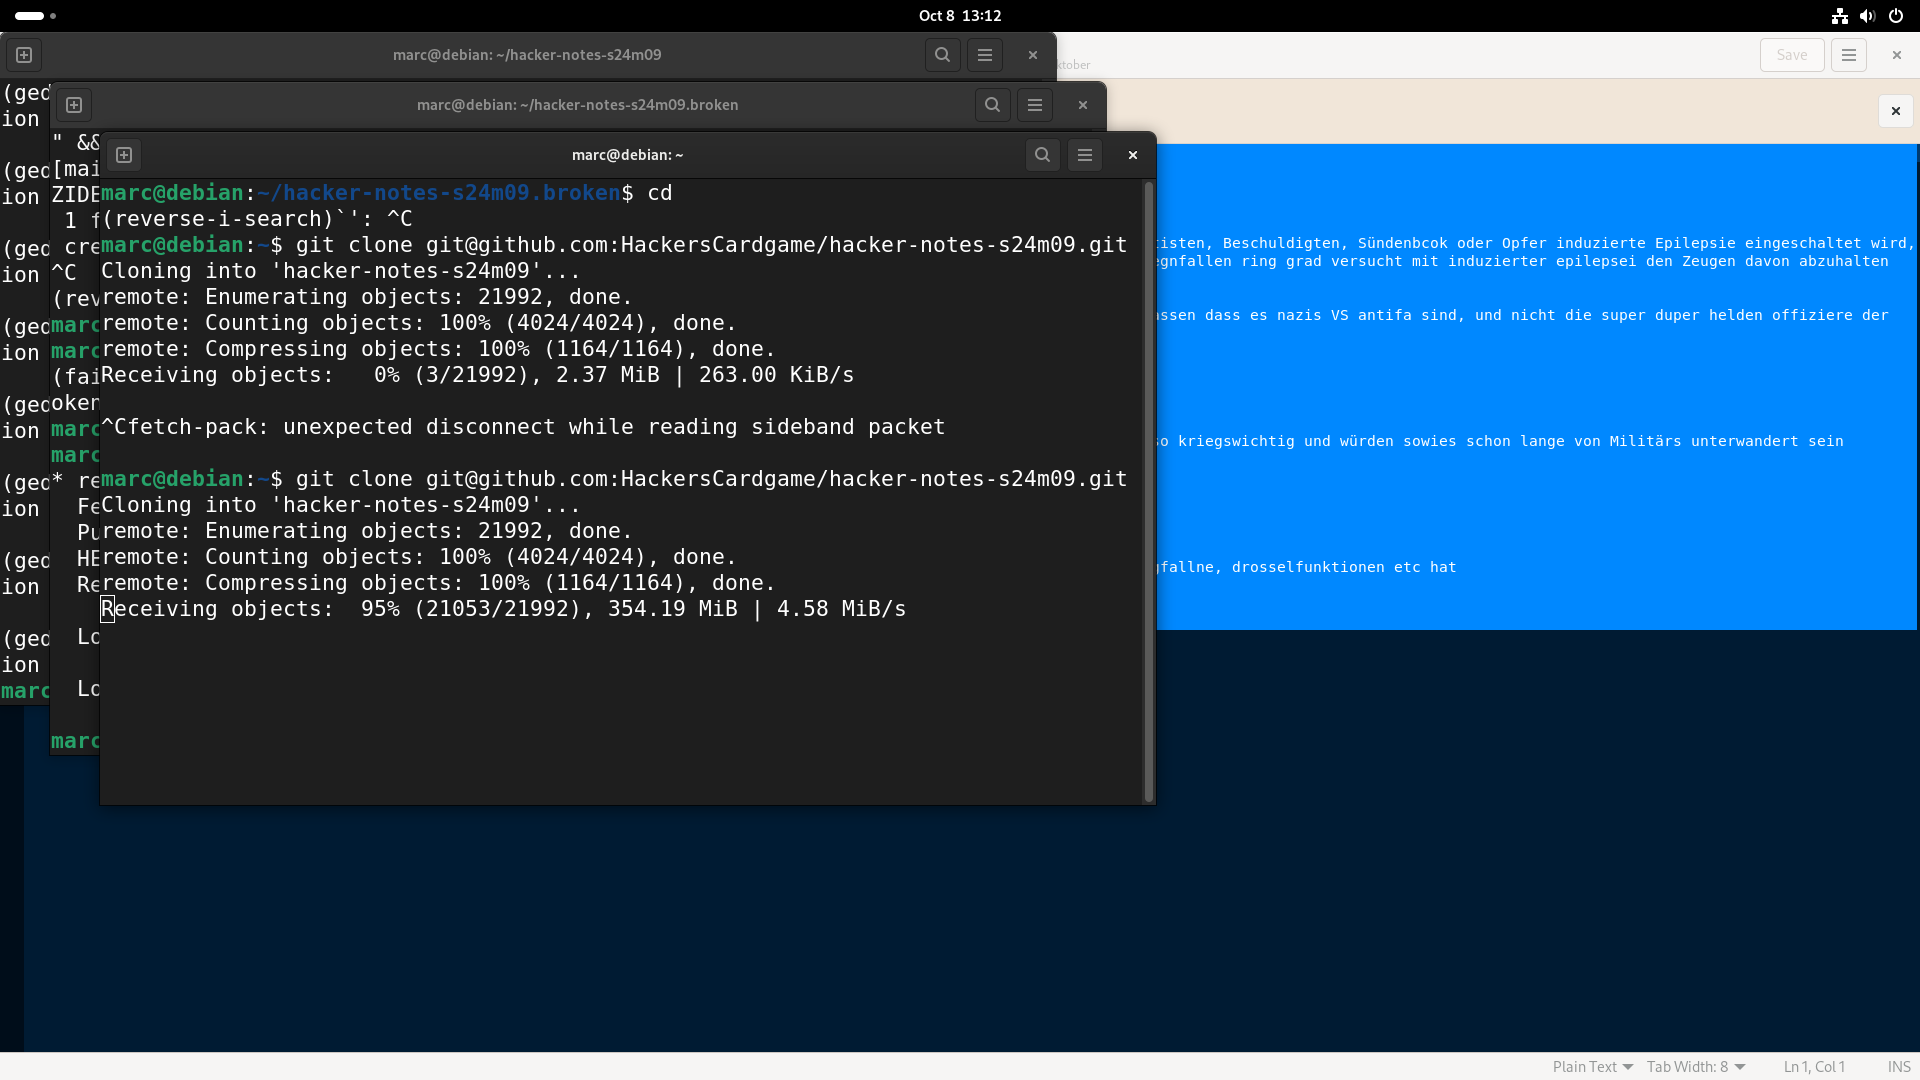 Oct 8 13:12
marc@debian: ~/hacker-notes-s24m09
ktober
Save
marc@debian: ~/hacker-notes-s24m09.broken
marc@debian: ~
(ged
ion
(ged
ion
(ged
ion
(ged
ion
(ged
ion
(ged
ion
(ged
ion
(ged
ion
marc
" &&
[mai
ZIDE
1 f
cre
^C
(rev
marc
marc
(fai
oken
marc
marc
* re
Fe
Pu
HE
Re
Lo
Lo
marc
marc@debian:~/hacker-notes-s24m09.broken$ cd
(reverse-i-search)`': ^C
marc@debian:~$ git clone git@github.com:HackersCardgame/hacker-notes-s24m09.git
Cloning into 'hacker-notes-s24m09'...
remote: Enumerating objects: 21992, done.
remote: Counting objects: 100% (4024/4024), done.
remote: Compressing objects: 100% (1164/1164), done.
Receiving objects:   0% (3/21992), 2.37 MiB | 263.00 KiB/s
^Cfetch-pack: unexpected disconnect while reading sideband packet
marc@debian:~$ git clone git@github.com:HackersCardgame/hacker-notes-s24m09.git
Cloning into 'hacker-notes-s24m09'...
remote: Enumerating objects: 21992, done.
remote: Counting objects: 100% (4024/4024), done.
remote: Compressing objects: 100% (1164/1164), done.
Receiving objects:  95% (21053/21992), 354.19 MiB | 4.58 MiB/s
tisten, Beschuldigten, Sündenbcok oder Opfer induzierte Epilepsie eingeschaltet wird,
egnfallen ring grad versucht mit induzierter epilepsei den Zeugen davon abzuhalten
assen dass es nazis VS antifa sind, und nicht die super duper helden offiziere der
so kriegswichtig und würden sowies schon lange von Militärs unterwandert sein
gfallne, drosselfunktionen etc hat
Plain Text Tab Width: 8 Ln 1, Col 1 INS